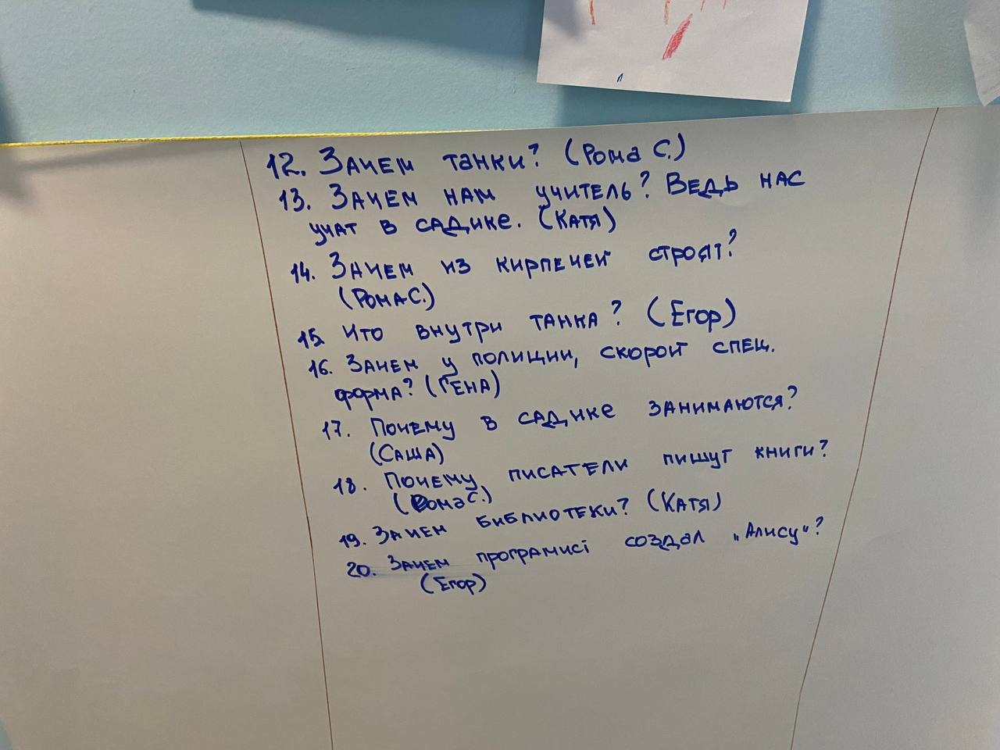 12. Зачем танки? (Рома С.)
13. Зачем нам учитель? Ведь нас
учат в садике. (Катя)
14. Зачем из кирпечей строят?
(Рома С.)
15. Что внутри танка? (Егор)
16. Зачем у полиции, скорой спец.
форма? (Гена)
17. Почему в садике занимаются?
(Саша)
18. Почему писатели пишут книги?
(Рома С.)
19. Зачем библиотеки? (Катя)
20. Зачем програмист создал „Алису"?
(Егор)